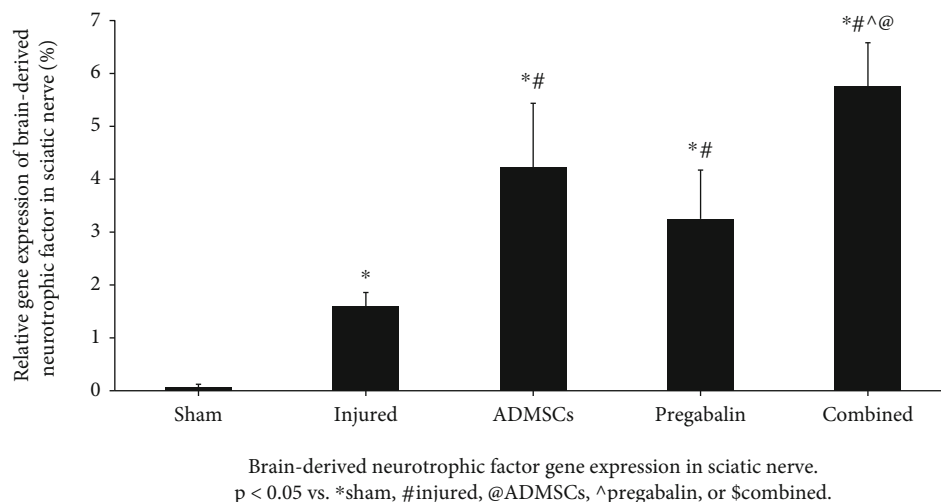 Relative gene expression of brain-derived
neurotrophic factor in sciatic nerve (%)
7
6
5
4
3
2
1
0
*
*#
*#
*#^@
Sham
Injured
ADMSCs
Pregabalin
Combined
Brain-derived neurotrophic factor gene expression in sciatic nerve.
p < 0.05 vs. *sham, #injured, @ADMSCs, ^pregabalin, or $combined.